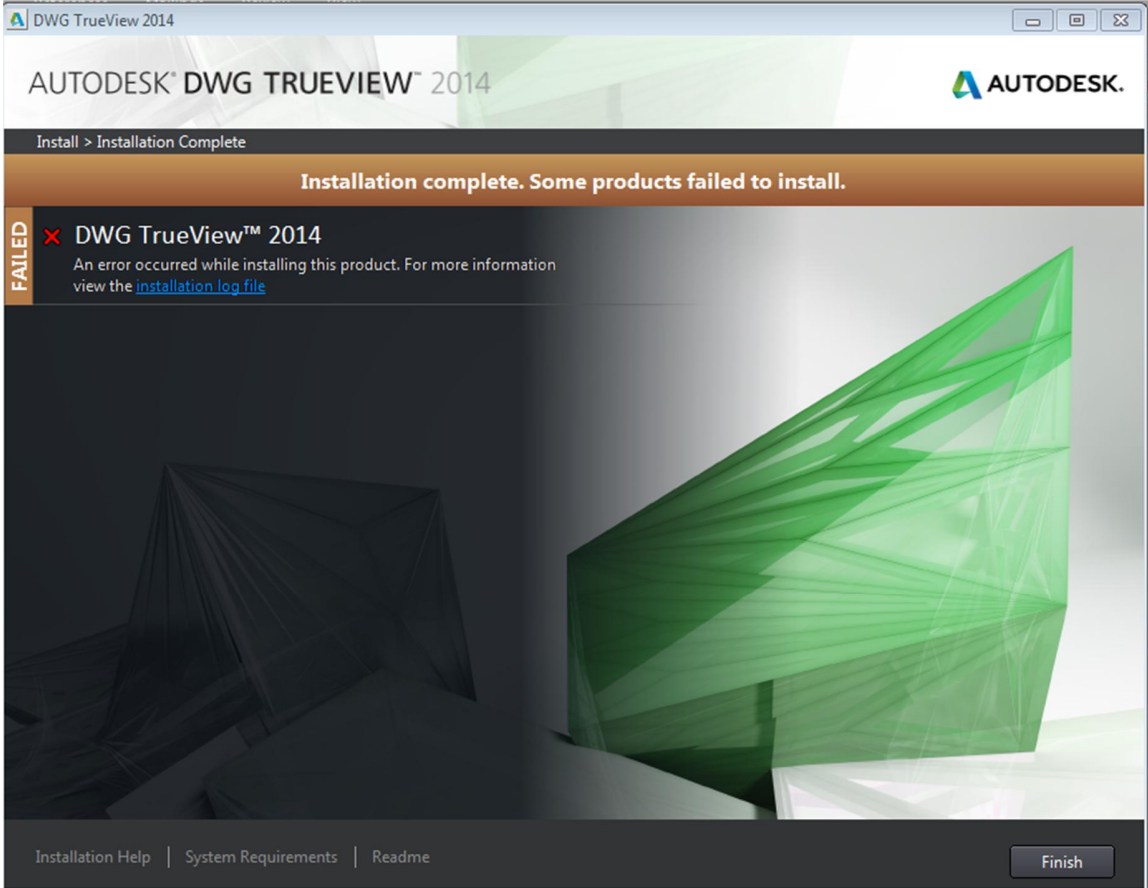 DWG TrueView 2014
AUTODESK® DWG TRUEVIEW™ 2014
AUTODESK.
Install > Installation Complete
Installation complete. Some products failed to install.
FAILED
DWG TrueView™ 2014
An error occurred while installing this product. For more information
view the installation log file
Installation Help | System Requirements | Readme
Finish